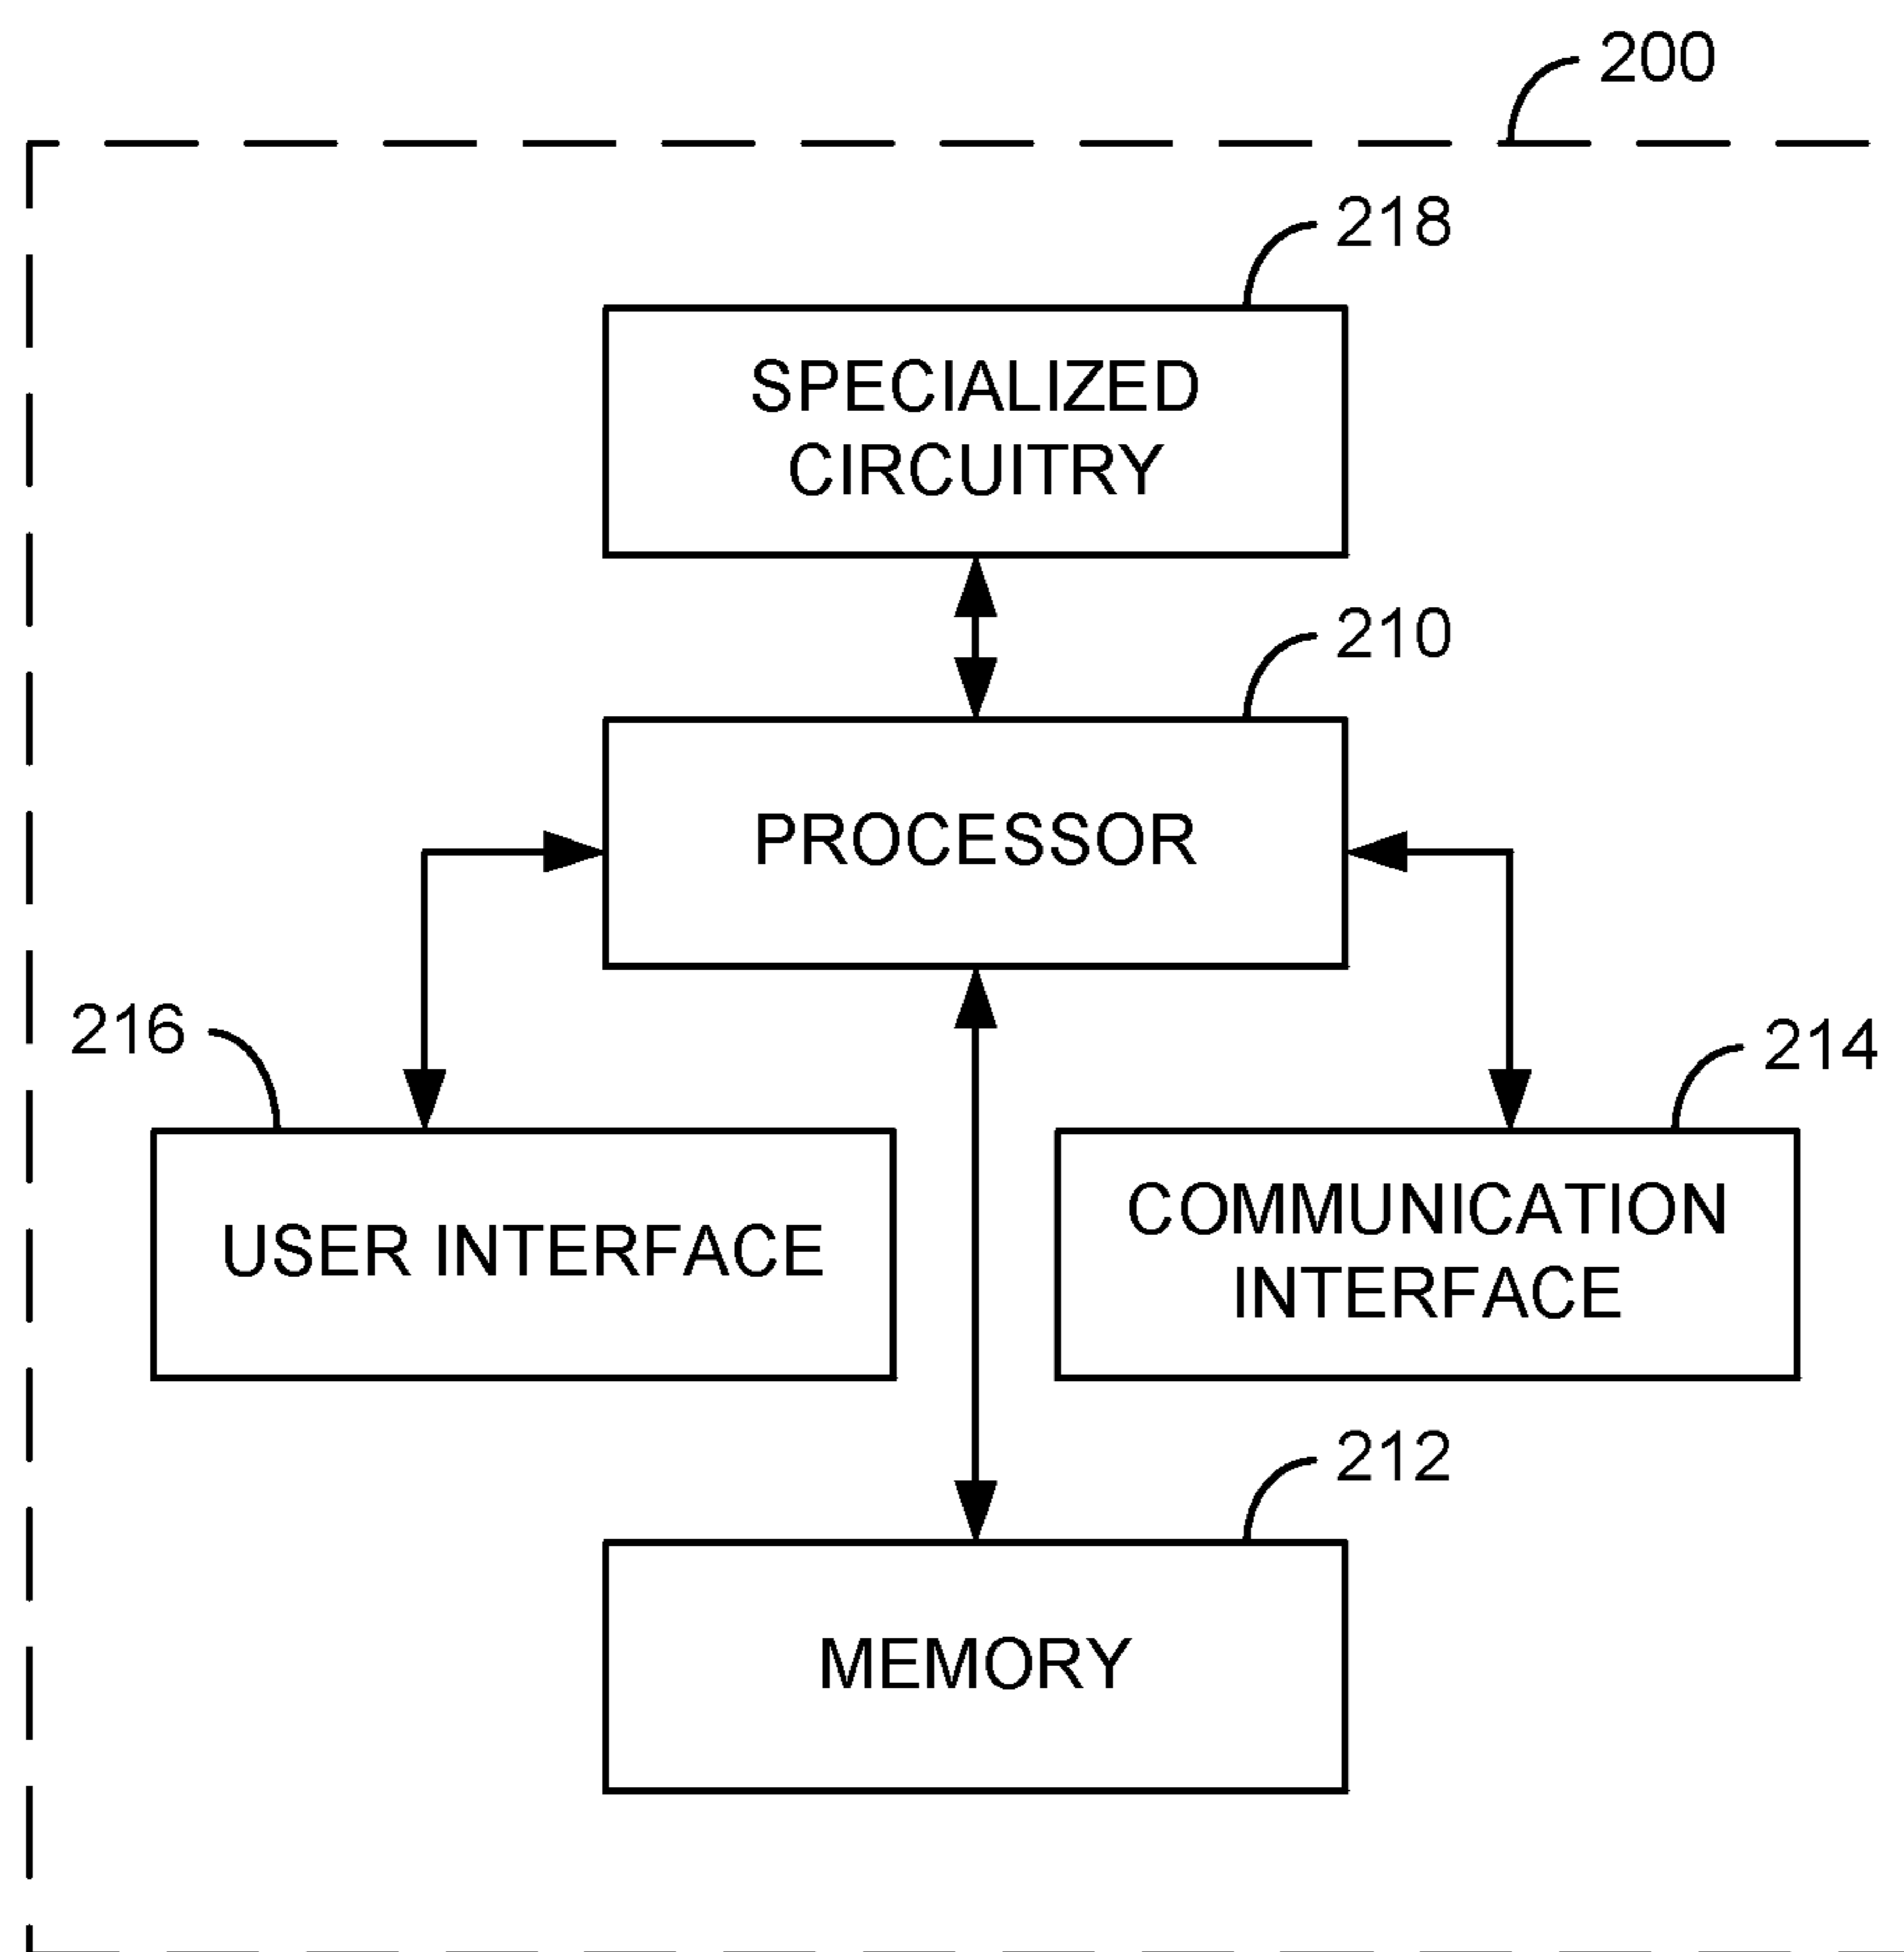 200
218
SPECIALIZED
CIRCUITRY
210
PROCESSOR
216
214
USER INTERFACE
COMMUNICATION
INTERFACE
212
MEMORY